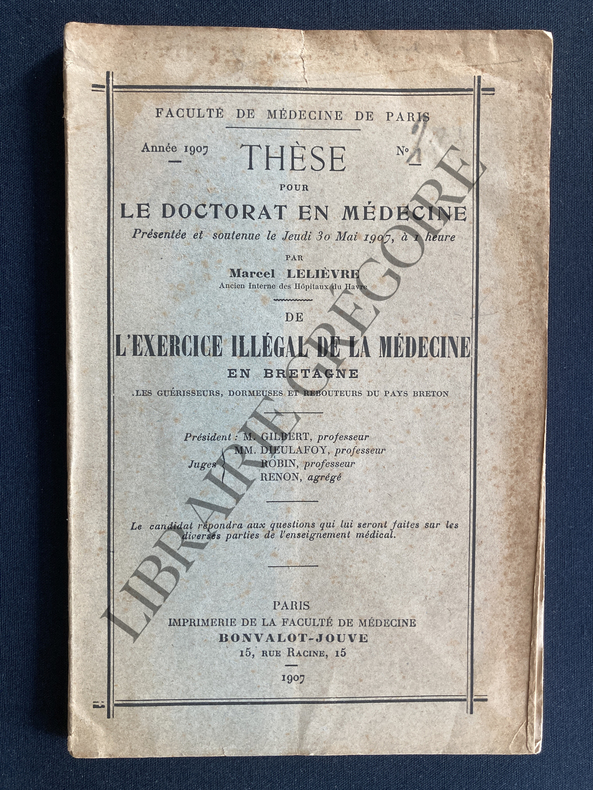 FACULTÉ DE MÉDECINE DE PARIS
Année 1907 THÈSE N°
POUR
LE DOCTORAT EN MÉDECINE
Présentée et soutenue le Jeudi 30 Mai 1907, à 1 heure
PAR
Marcel LELIÈVRE
Ancien Interne des Hôpitaux du Havre
DE
L'EXERCICE ILLÉGAL DE LA MÉDECINE
EN BRETAGNE
LES GUÉRISSEURS, DORMEUSES ET REBOUTEURS DU PAYS BRETON
Président : M. GILBERT, professeur
MM. DIEULAFOY, professeur
Juges ROBIN, professeur
RENON, agrégé
Le candidat répondra aux questions qui lui seront faites sur les
diverses parties de l'enseignement médical.
PARIS
IMPRIMERIE DE LA FACULTÉ DE MÉDECINE
BONVALOT-JOUVE
15, RUE RACINE, 15
1907
LIBRAIRIE GRÉGOIRE